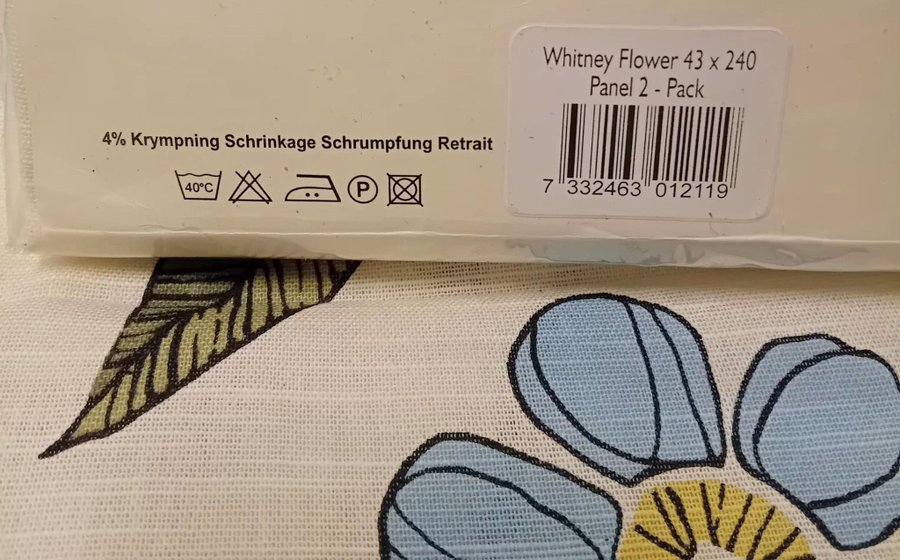 Whitney Flower 43 x 240
Panel 2 - Pack
7 332463 012119
4% Krympning Schrinkage Schrumpfung Retrait
40°C
P